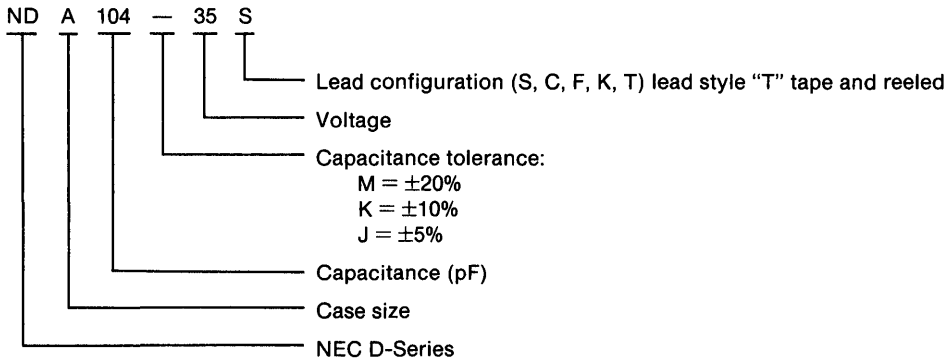 ND A 104 — 35 S
Lead configuration (S, C, F, K, T) lead style “T” tape and reeled
Voltage
Capacitance tolerance:
M = ±20%
K = ±10%
J = ±5%
Capacitance (pF)
Case size
NEC D-Series